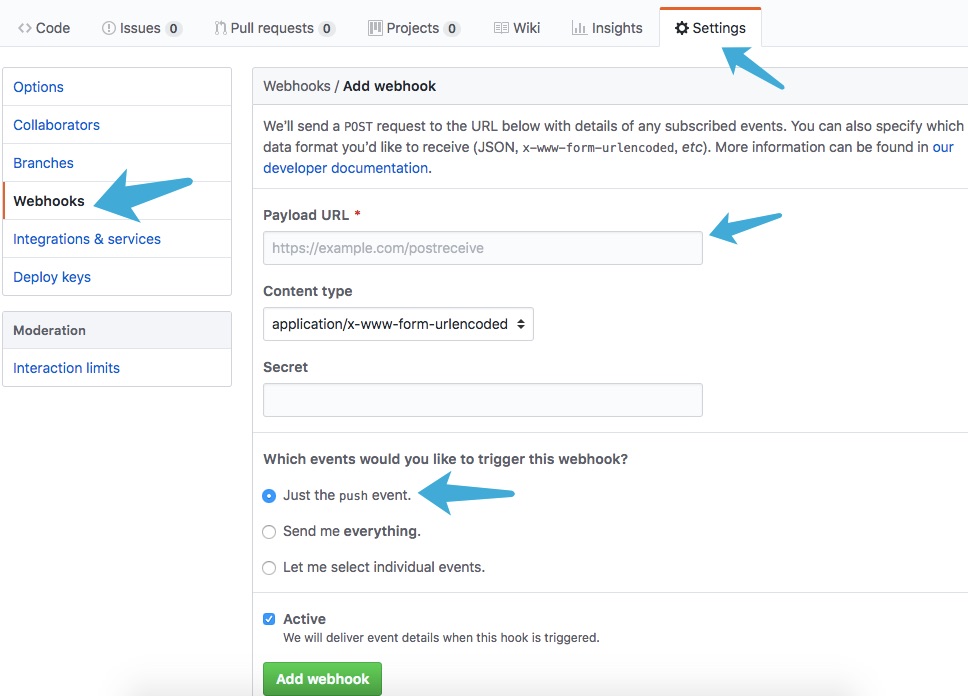 Code Issues 0 Pull requests 0 Projects 0 Wiki Insights Settings
Options
Collaborators
Branches
Webhooks
Integrations & services
Deploy keys
Moderation
Interaction limits
Webhooks / Add webhook
We'll send a POST request to the URL below with details of any subscribed events. You can also specify which
data format you'd like to receive (JSON, x-www-form-urlencoded, etc). More information can be found in our
developer documentation.
Payload URL *
https://example.com/postreceive
Content type
application/x-www-form-urlencoded
Secret
Which events would you like to trigger this webhook?
Just the push event.
Send me everything.
Let me select individual events.
Active
We will deliver event details when this hook is triggered.
Add webhook